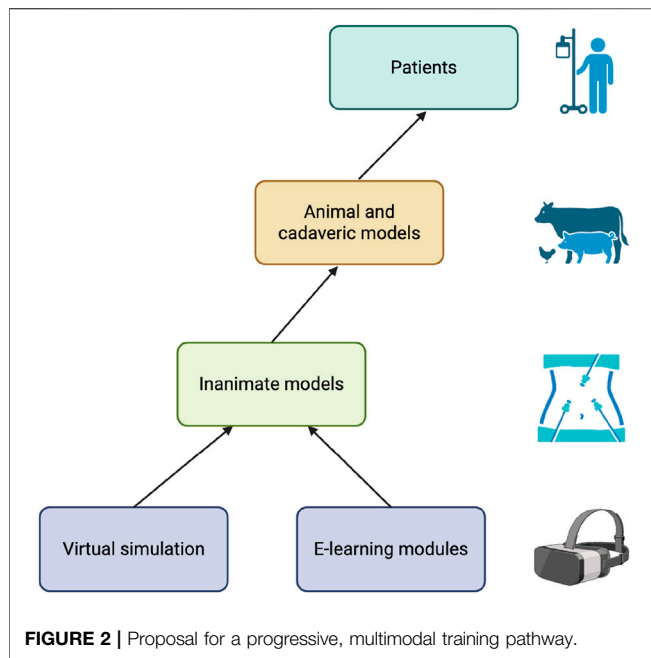 Patients
Animal and
cadaveric models
Inanimate models
Virtual simulation
E-learning modules
FIGURE 2 | Proposal for a progressive, multimodal training pathway.